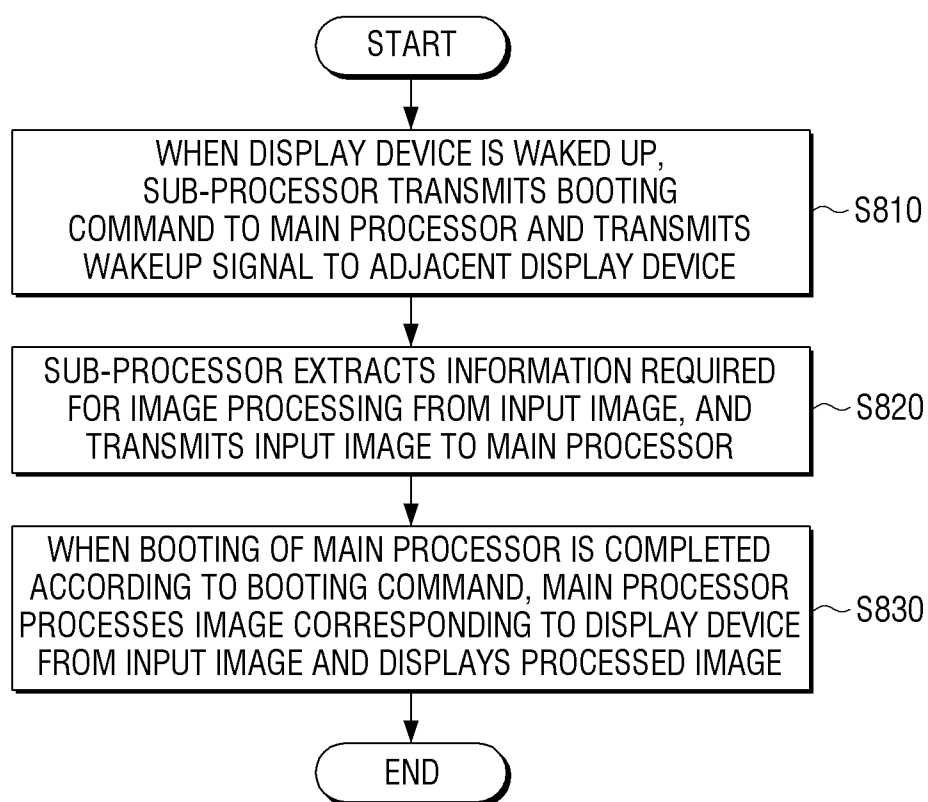 START
WHEN DISPLAY DEVICE IS WAKED UP,
SUB-PROCESSOR TRANSMITS BOOTING
COMMAND TO MAIN PROCESSOR AND TRANSMITS
WAKEUP SIGNAL TO ADJACENT DISPLAY DEVICE
S810
SUB-PROCESSOR EXTRACTS INFORMATION REQUIRED
FOR IMAGE PROCESSING FROM INPUT IMAGE, AND
TRANSMITS INPUT IMAGE TO MAIN PROCESSOR
S820
WHEN BOOTING OF MAIN PROCESSOR IS COMPLETED
ACCORDING TO BOOTING COMMAND, MAIN PROCESSOR
PROCESSES IMAGE CORRESPONDING TO DISPLAY DEVICE
FROM INPUT IMAGE AND DISPLAYS PROCESSED IMAGE
S830
END